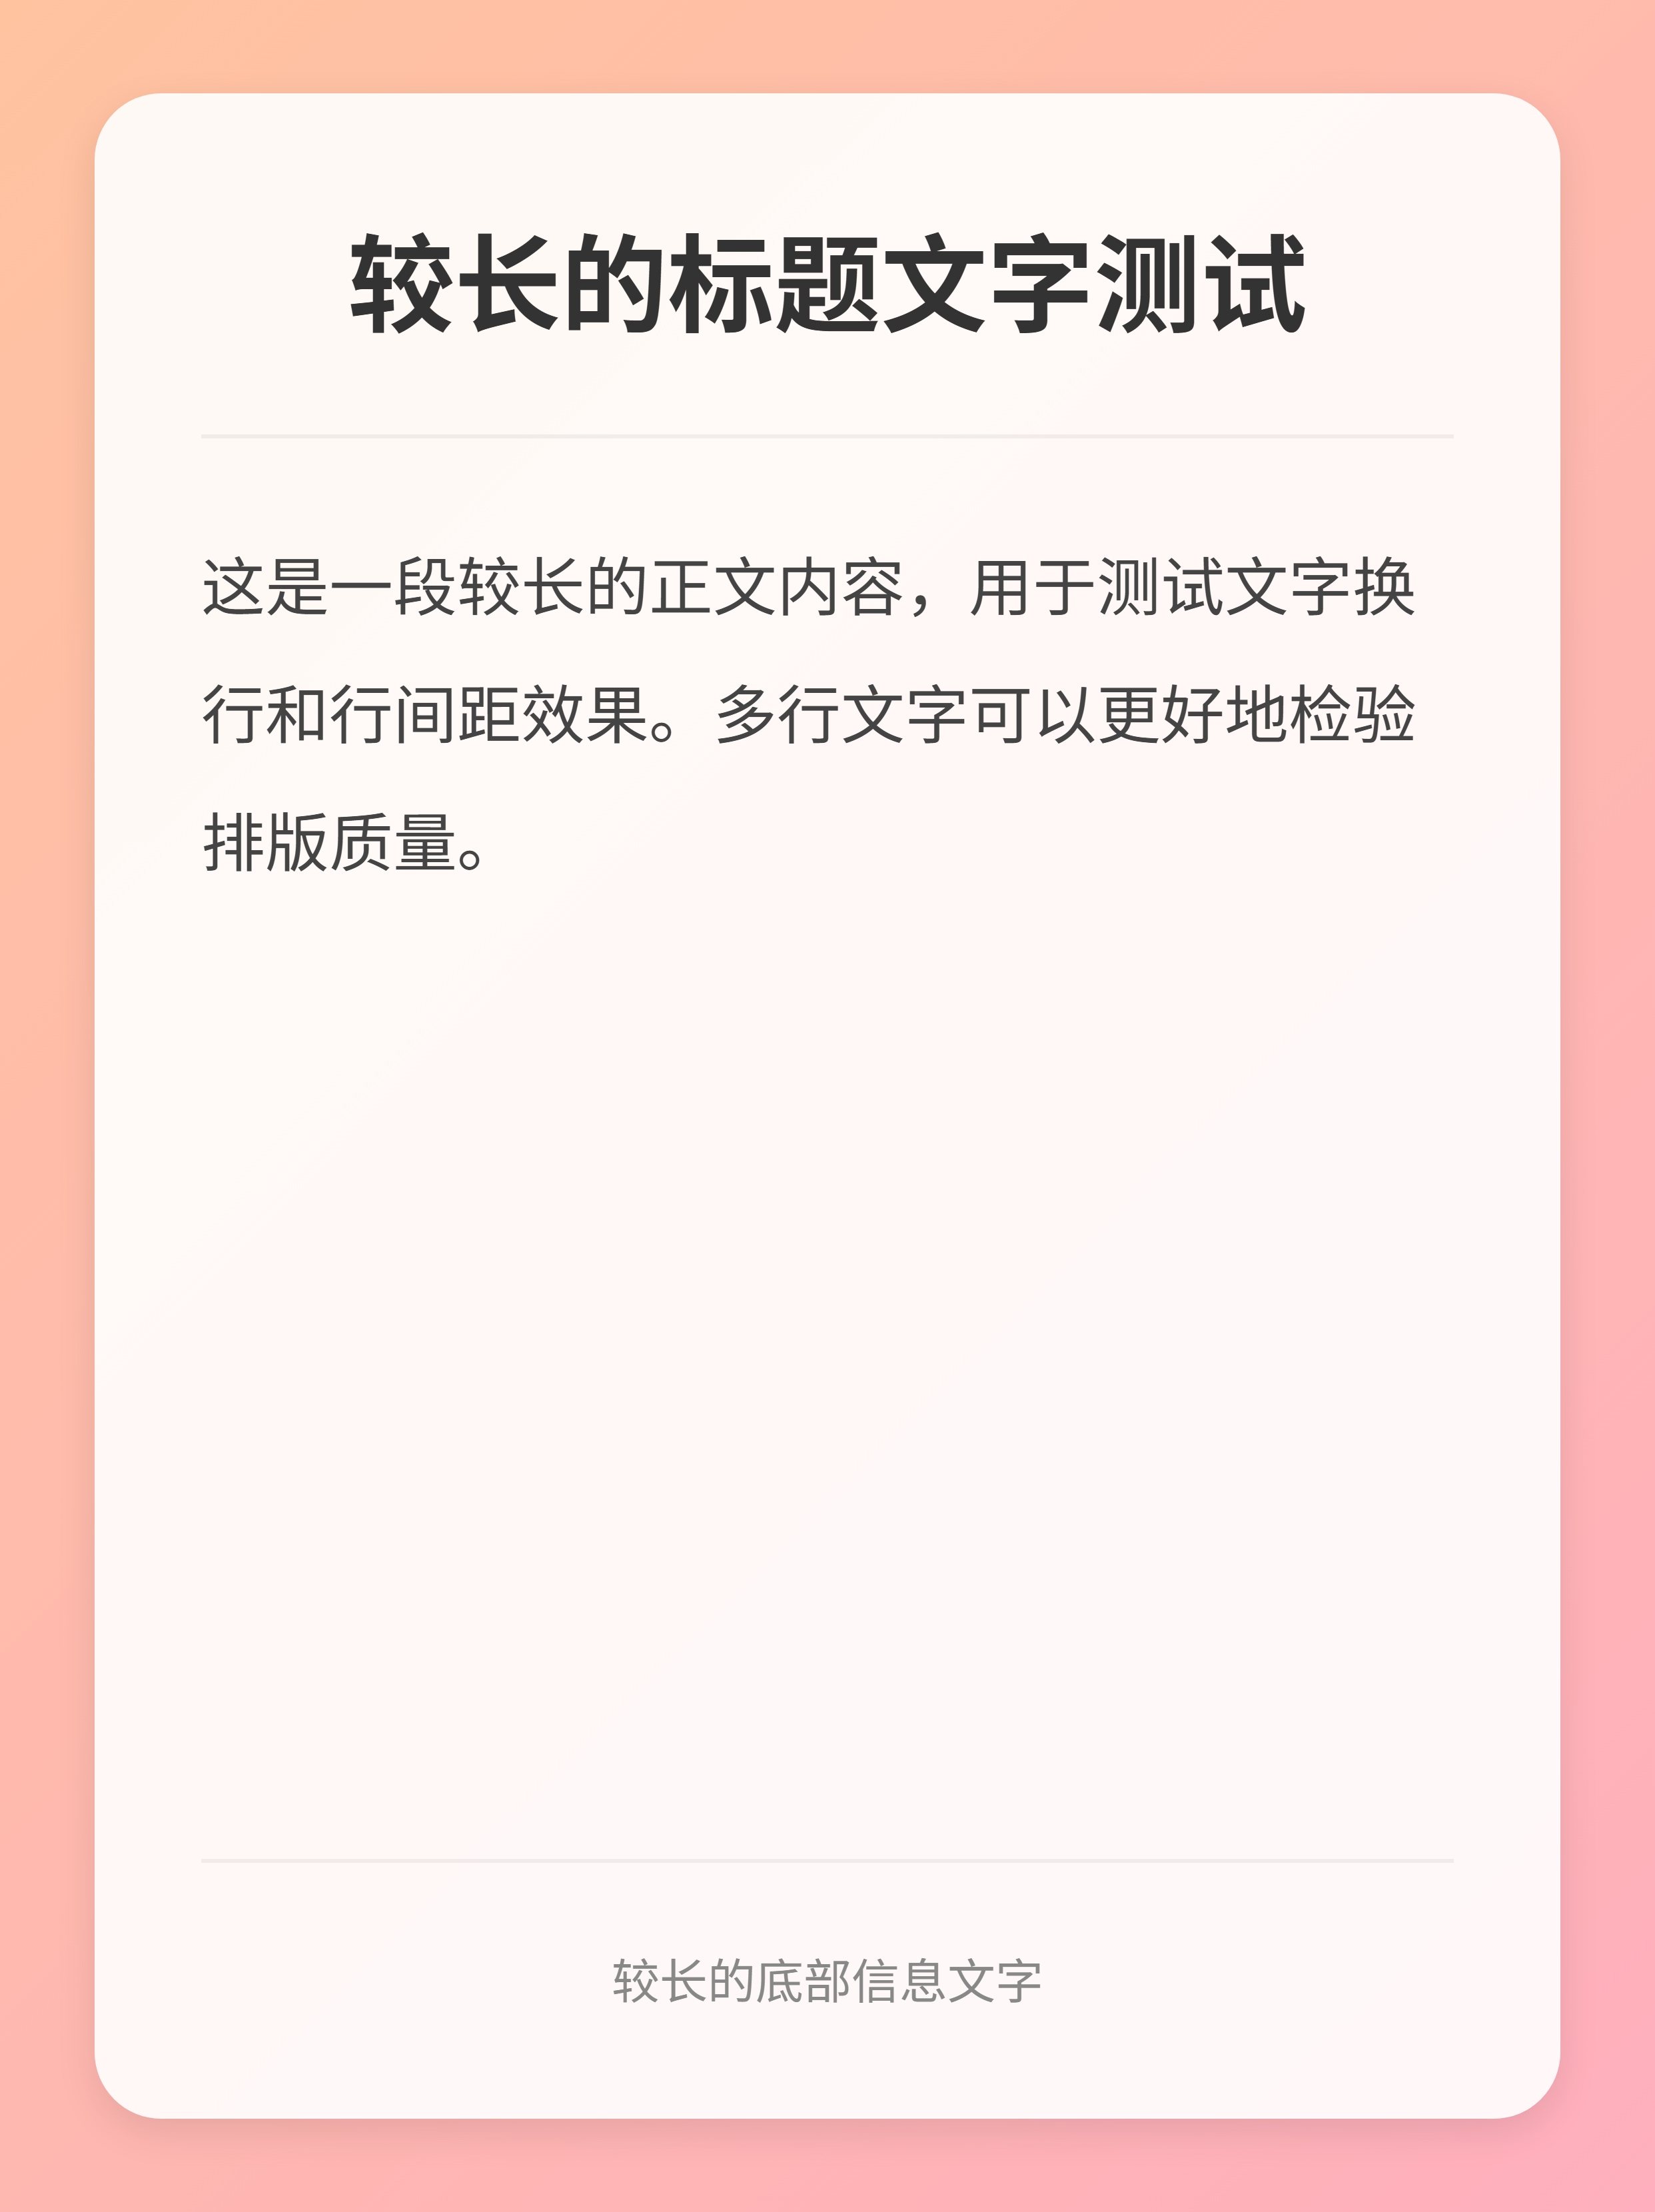 较长的标题文字测试
这是一段较长的正文内容，用于测试文字换
行和行间距效果。多行文字可以更好地检验
排版质量。
较长的底部信息文字